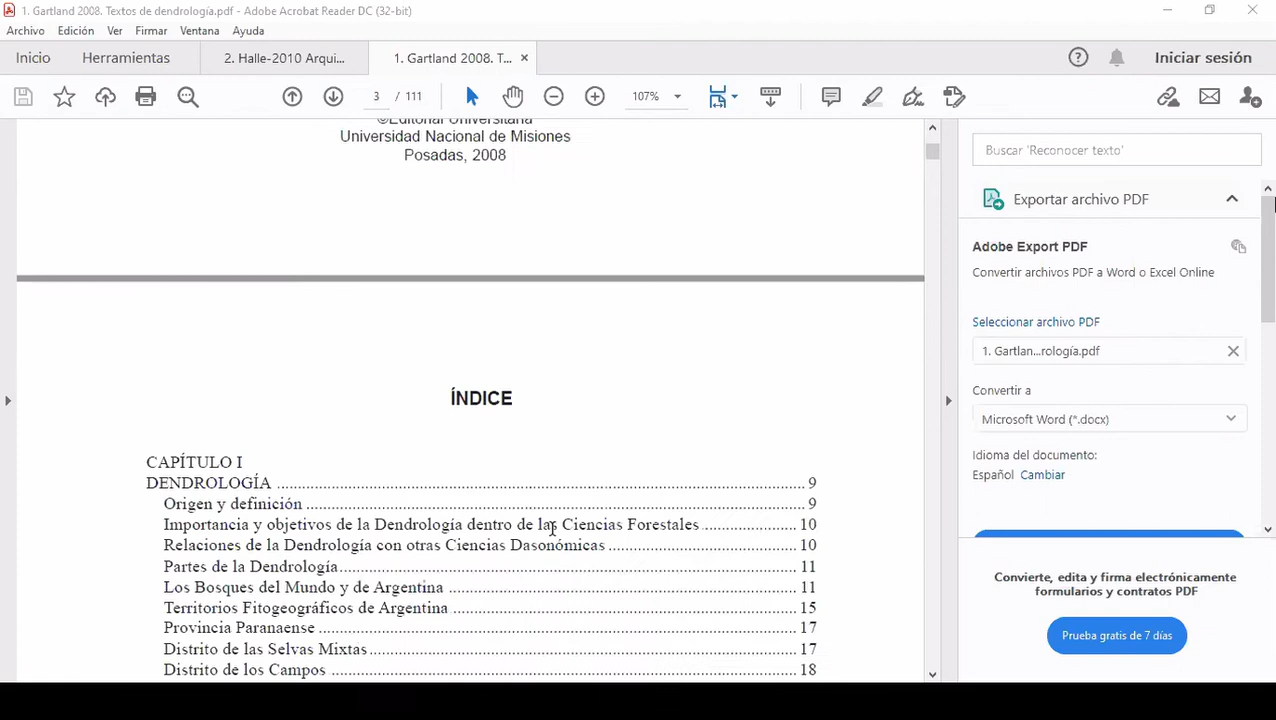 1. Gartland 2008. Textos de dendrología.pdf - Adobe Acrobat Reader DC (32-bit)
Archivo Edición Ver Firmar Ventana Ayuda
Inicio Herramientas 2. Halle-2010 Arqui... 1. Gartland 2008. T... Iniciar sesión
3 / 111 107%
©Editorial Universitaria
Universidad Nacional de Misiones
Posadas, 2008
ÍNDICE
CAPÍTULO I
DENDROLOGÍA ........ 9
Origen y definición ........ 9
Importancia y objetivos de la Dendrología dentro de las Ciencias Forestales ........ 10
Relaciones de la Dendrología con otras Ciencias Dasonómicas ........ 10
Partes de la Dendrología ........ 11
Los Bosques del Mundo y de Argentina ........ 11
Territorios Fitogeográficos de Argentina ........ 15
Provincia Paranaense ........ 17
Distrito de las Selvas Mixtas ........ 17
Distrito de los Campos ........ 18
Buscar 'Reconocer texto'
Exportar archivo PDF
Adobe Export PDF
Convertir archivos PDF a Word o Excel Online
Seleccionar archivo PDF
1. Gartlan...rología.pdf
Convertir a
Microsoft Word (*.docx)
Idioma del documento:
Español Cambiar
Convierte, edita y firma electrónicamente
formularios y contratos PDF
Prueba gratis de 7 días